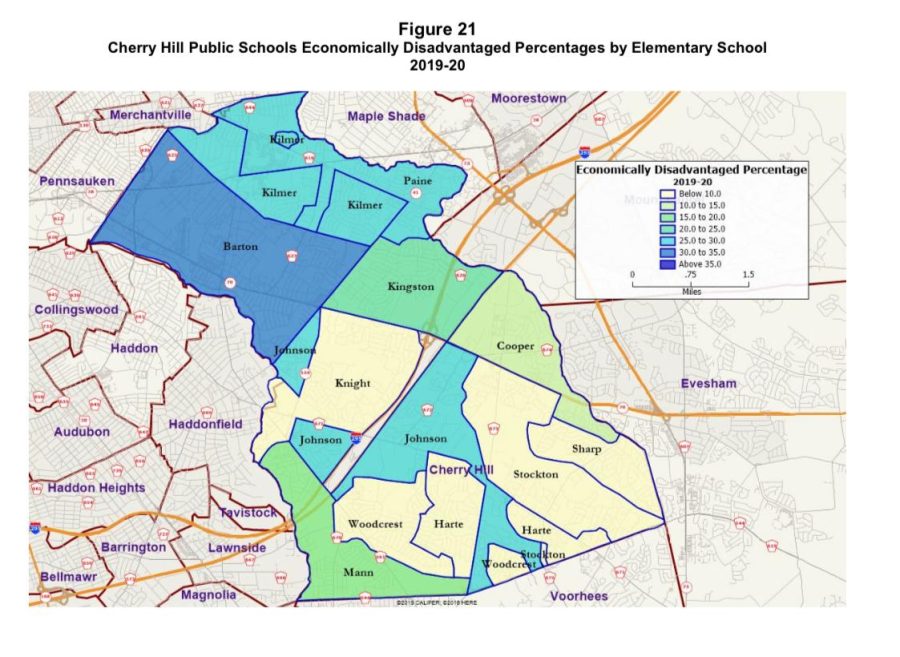 Figure 21
Cherry Hill Public Schools Economically Disadvantaged Percentages by Elementary School
2019-20
Moorestown
Merchantville
Maple Shade
Kilmer
Economically Disadvantaged Percentage
2019-20
Below 10.0
10.0 to 15.0
15.0 to 20.0
20.0 to 25.0
25.0 to 30.0
30.0 to 35.0
Above 35.0
0 .75 1.5
Miles
Pennsauken
Paine
Kilmer
Kilmer
Barton
Kingston
Collingswood
Haddon
Johnson
Cooper
Knight
Evesham
Haddonfield
Audubon
Johnson
Johnson
Sharp
Cherry Hill
Stockton
Haddon Heights
Tavistock
Woodcrest
Harte
Harte
Barrington
Lawnside
Stockton
Woodcrest
Mann
Bellmawr
Magnolia
Voorhees
©2019 CALIPER, ©2019 HERE